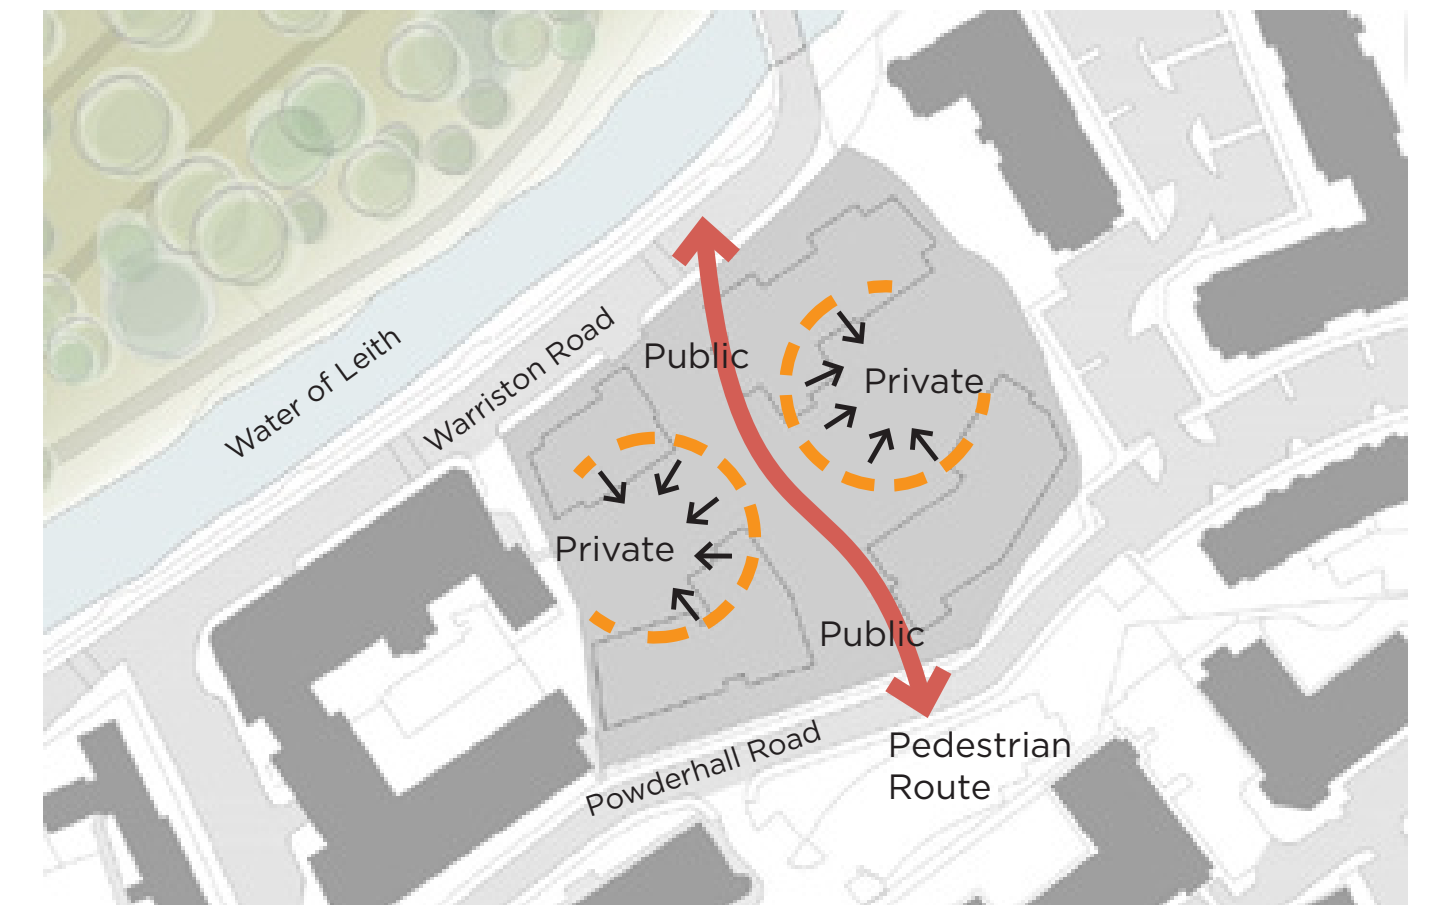 Water of Leith
Warriston Road
Public
Private
Private
Public
Powderhall Road
Pedestrian
Route